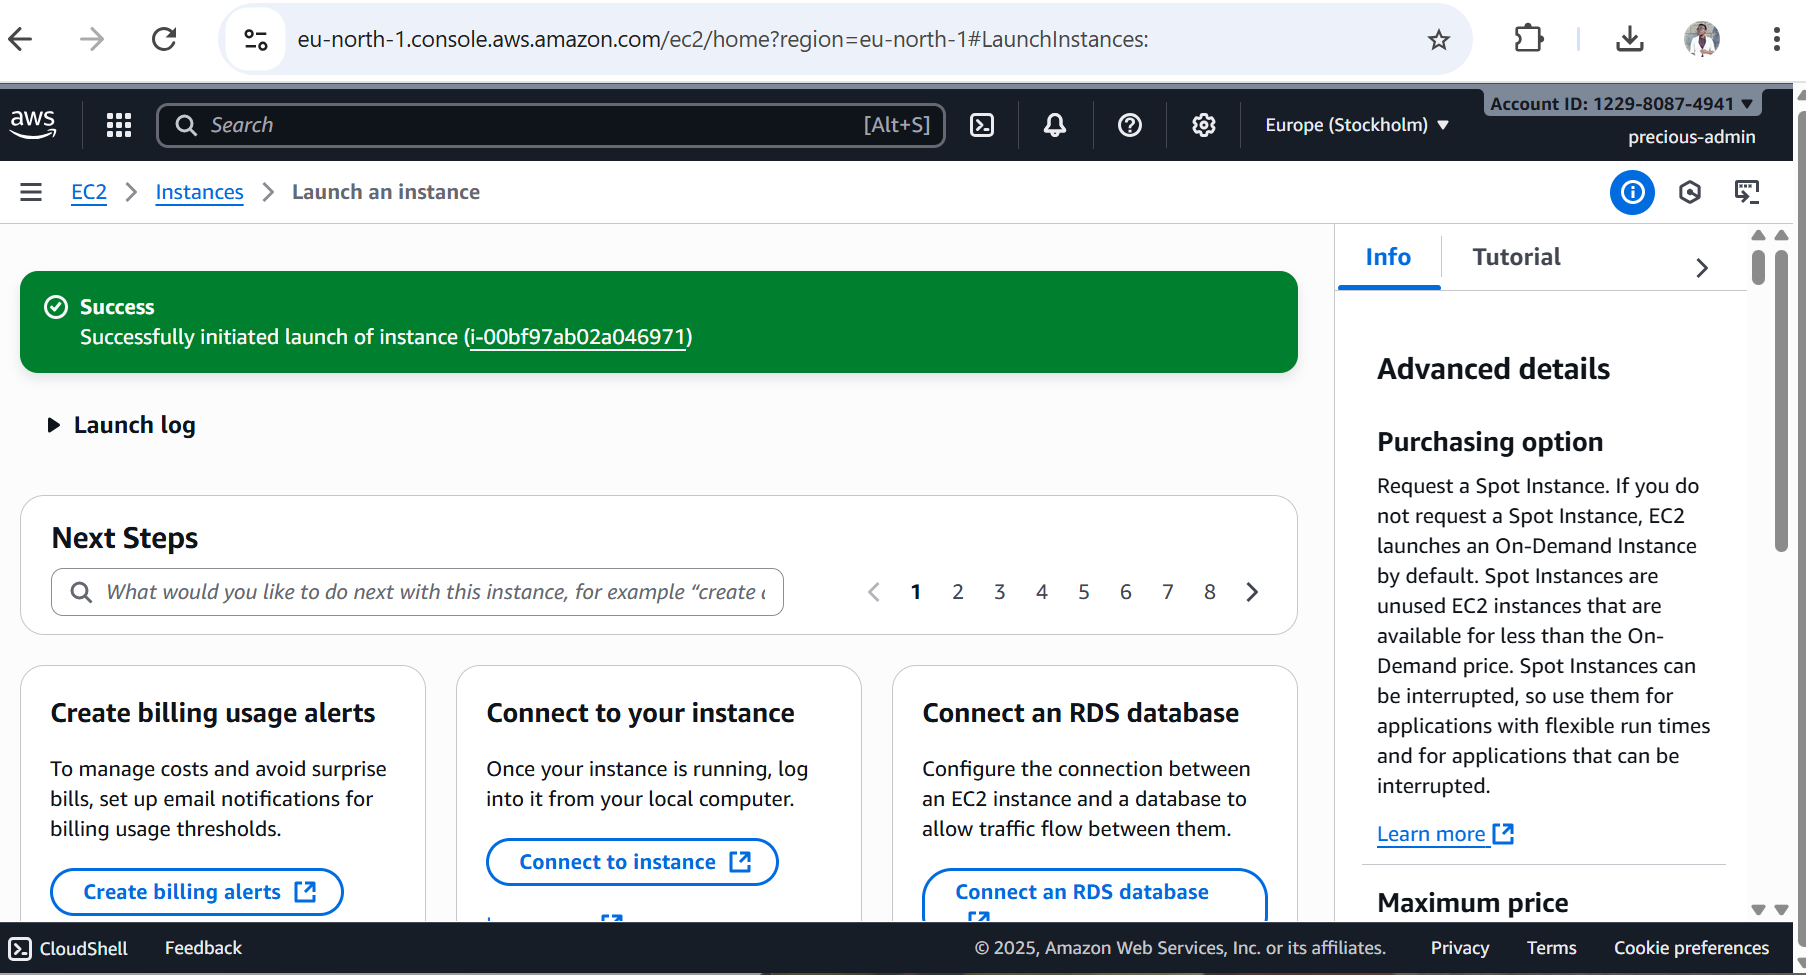 eu-north-1.console.aws.amazon.com/ec2/home?region=eu-north-1#LaunchInstances:
aws
Search
[Alt+S]
Europe (Stockholm)
Account ID: 1229-8087-4941
precious-admin
EC2
Instances
Launch an instance
Success
Successfully initiated launch of instance (i-00bf97ab02a046971)
Launch log
Next Steps
What would you like to do next with this instance, for example “create
1 2 3 4 5 6 7 8
Create billing usage alerts
To manage costs and avoid surprise
bills, set up email notifications for
billing usage thresholds.
Create billing alerts
Connect to your instance
Once your instance is running, log
into it from your local computer.
Connect to instance
Connect an RDS database
Configure the connection between
an EC2 instance and a database to
allow traffic flow between them.
Connect an RDS database
Info
Tutorial
Advanced details
Purchasing option
Request a Spot Instance. If you do
not request a Spot Instance, EC2
launches an On-Demand Instance
by default. Spot Instances are
unused EC2 instances that are
available for less than the On-
Demand price. Spot Instances can
be interrupted, so use them for
applications with flexible run times
and for applications that can be
interrupted.
Learn more
Maximum price
CloudShell
Feedback
© 2025, Amazon Web Services, Inc. or its affiliates.
Privacy
Terms
Cookie preferences